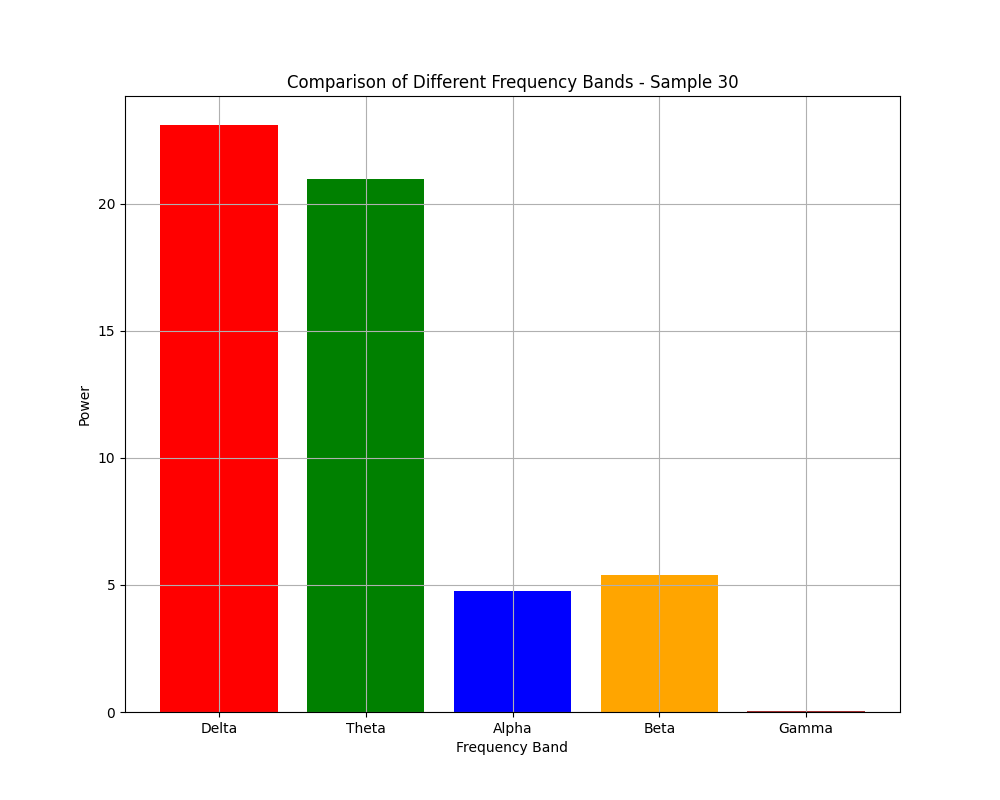 Comparison of Different Frequency Bands - Sample 30
20
15
10
5
0
Power
Delta Theta Alpha Beta Gamma
Frequency Band